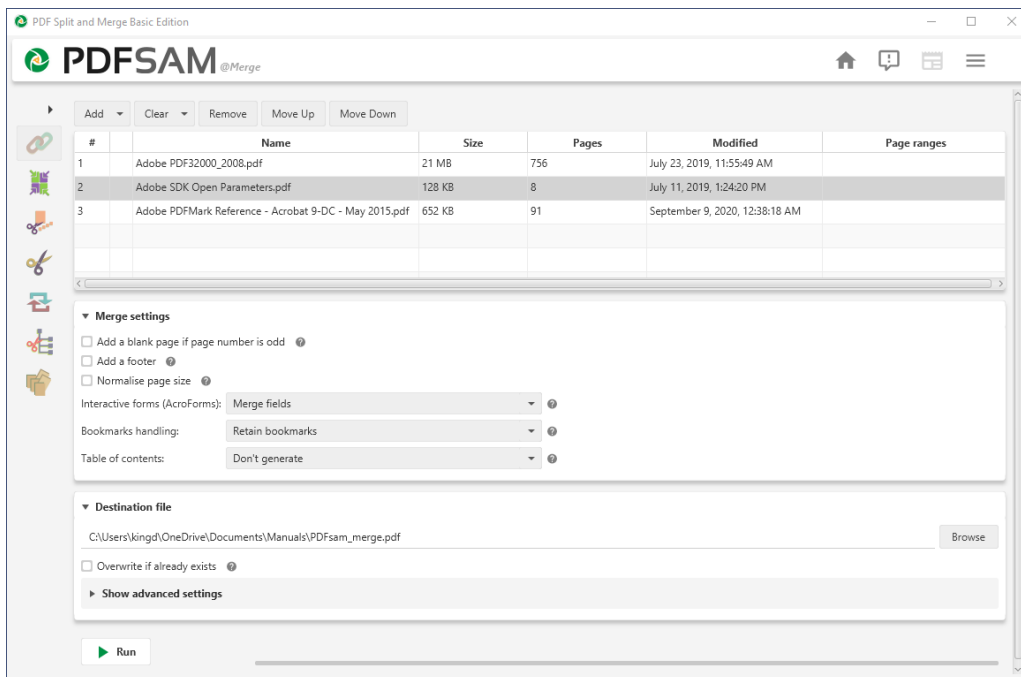 PDF Split and Merge Basic Edition
PDFSAM @Merge
Add Clear Remove Move Up Move Down
# Name Size Pages Modified Page ranges
1 Adobe PDF32000_2008.pdf 21 MB 756 July 23, 2019, 11:55:49 AM
2 Adobe SDK Open Parameters.pdf 128 KB 8 July 11, 2019, 1:24:20 PM
3 Adobe PDFMark Reference - Acrobat 9-DC - May 2015.pdf 652 KB 91 September 9, 2020, 12:38:18 AM
Merge settings
Add a blank page if page number is odd
Add a footer
Normalise page size
Interactive forms (AcroForms): Merge fields
Bookmarks handling: Retain bookmarks
Table of contents: Don't generate
Destination file
C:\Users\kingd\OneDrive\Documents\Manuals\PDFsam_merge.pdf Browse
Overwrite if already exists
Show advanced settings
Run